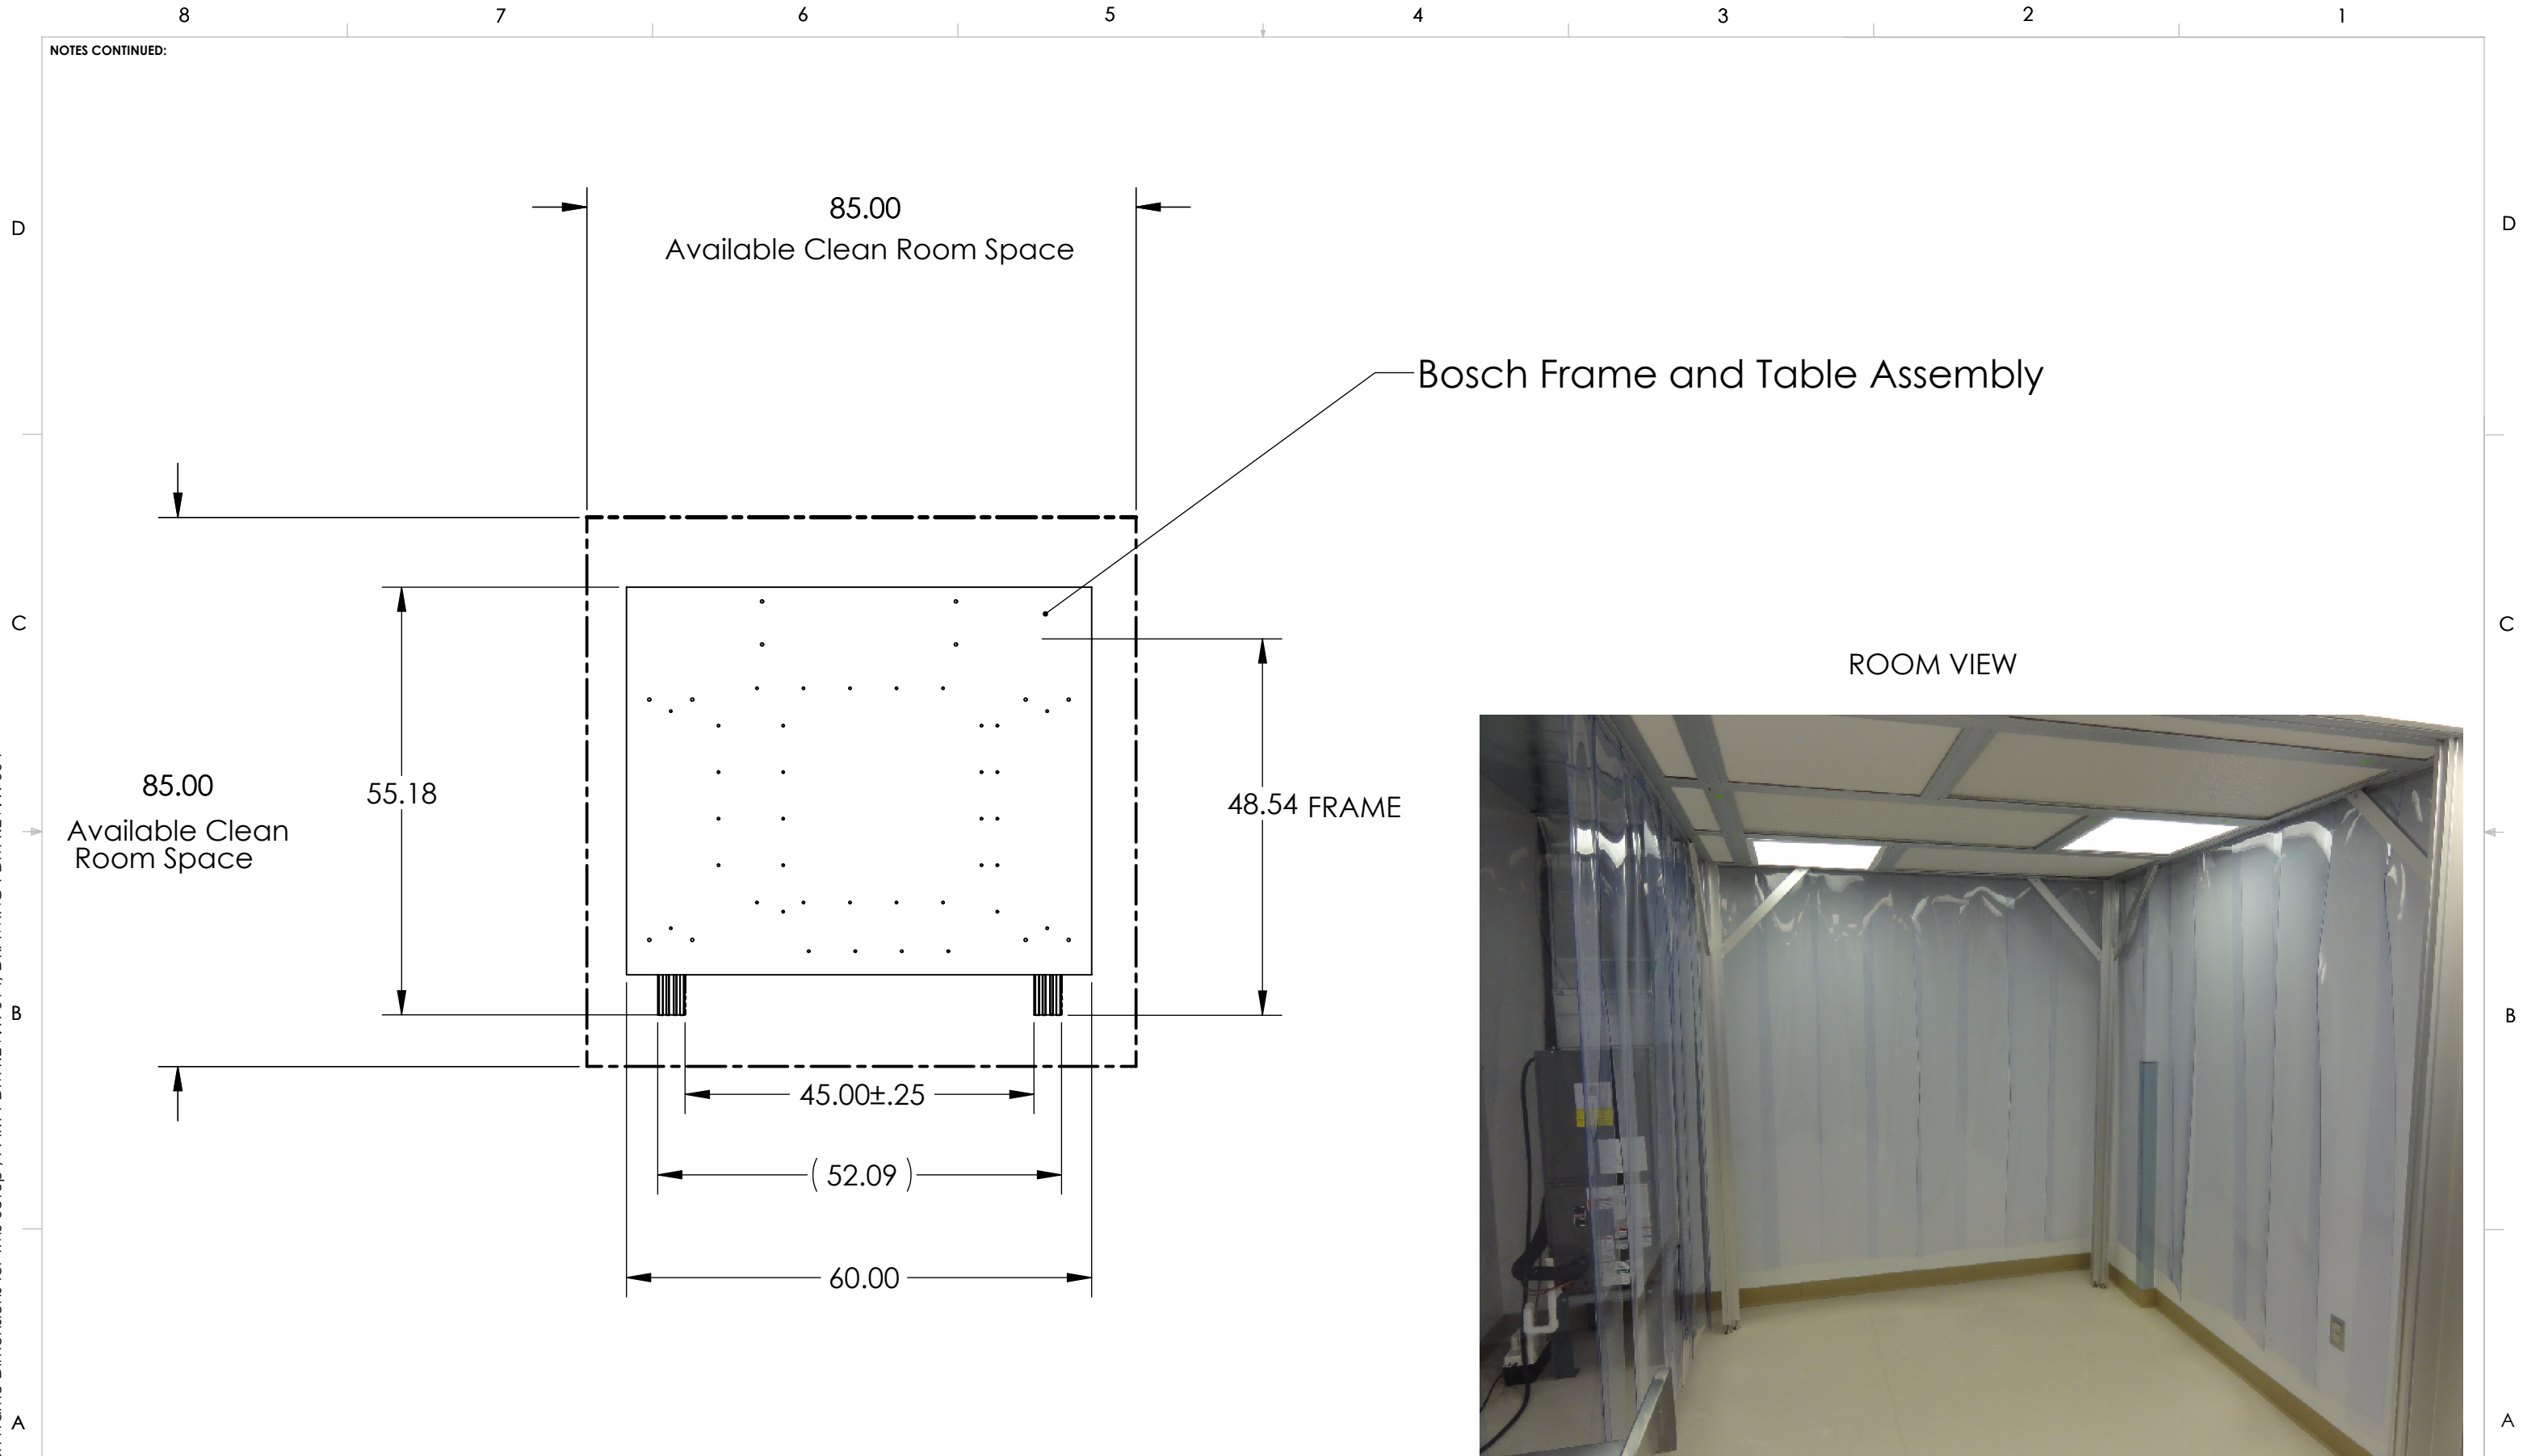 8 7 6 5 4 3 2 1
NOTES CONTINUED:
85.00
Available Clean Room Space
D D
Bosch Frame and Table Assembly
C C
ROOM VIEW
85.00
Available Clean
Room Space
55.18
48.54 FRAME
B B
45.00±.25
( 52.09 )
60.00
A A